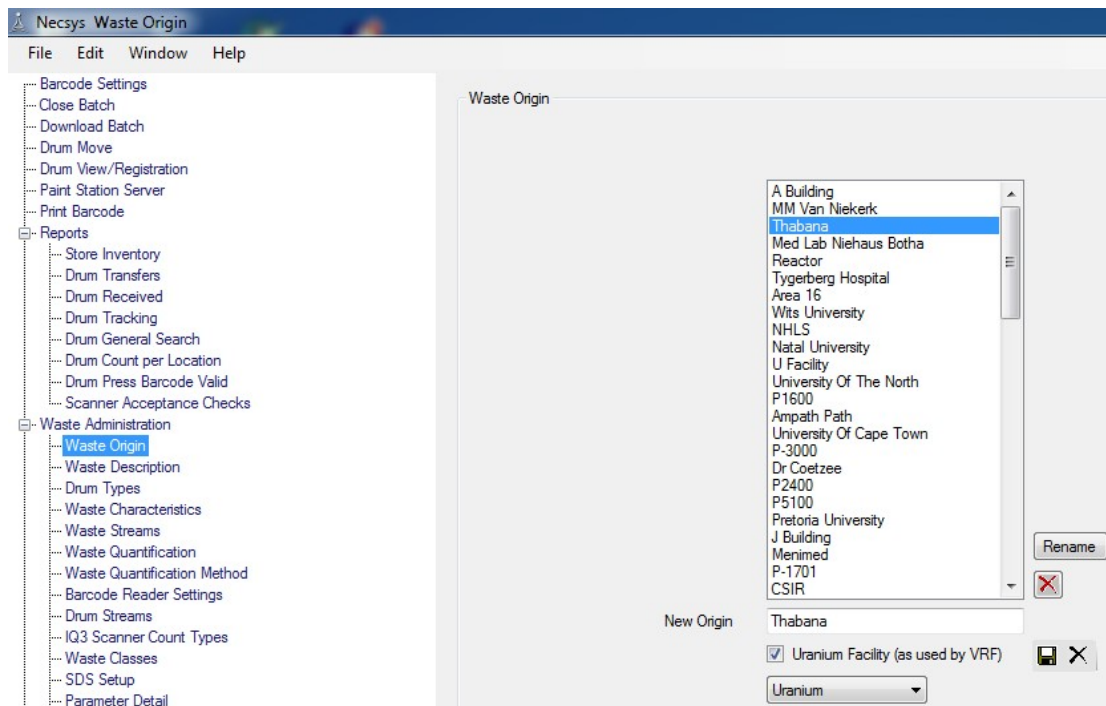 Necsys Waste Origin
File Edit Window Help
Barcode Settings
Close Batch
Download Batch
Drum Move
Drum View/Registration
Paint Station Server
Print Barcode
Reports
Store Inventory
Drum Transfers
Drum Received
Drum Tracking
Drum General Search
Drum Count per Location
Drum Press Barcode Valid
Scanner Acceptance Checks
Waste Administration
Waste Origin
Waste Description
Drum Types
Waste Characteristics
Waste Streams
Waste Quantification
Waste Quantification Method
Barcode Reader Settings
Drum Streams
IQ3 Scanner Count Types
Waste Classes
SDS Setup
Parameter Detail
Waste Origin
A Building
MM Van Niekerk
Thabana
Med Lab Niehaus Botha
Reactor
Tygerberg Hospital
Area 16
Wits University
NHLS
Natal University
U Facility
University Of The North
P1600
Ampath Path
University Of Cape Town
P-3000
Dr Coetzee
P2400
P5100
Pretoria University
J Building
Menimed
P-1701
CSIR
Rename
New Origin Thabana
Uranium Facility (as used by VRF)
Uranium